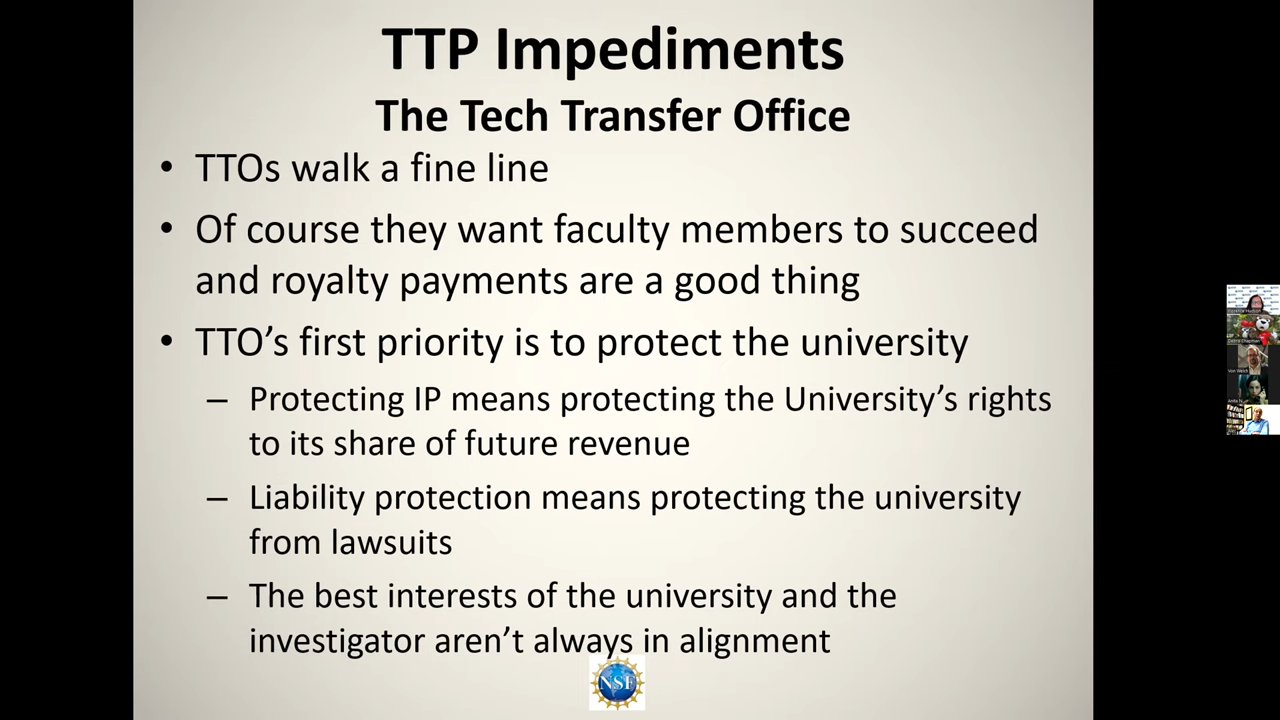 TTP Impediments
The Tech Transfer Office
• TTOs walk a fine line
• Of course they want faculty members to succeed
and royalty payments are a good thing
• TTO's first priority is to protect the university
– Protecting IP means protecting the University's rights
to its share of future revenue
– Liability protection means protecting the university
from lawsuits
– The best interests of the university and the
investigator aren't always in alignment
NSF